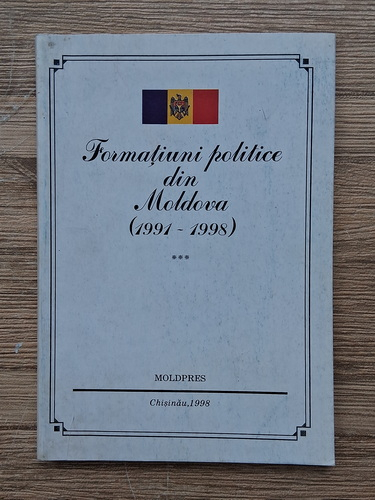 Formațiuni politice
din
Moldova
(1991 - 1998)
***
MOLDPRES
Chișinău,1998